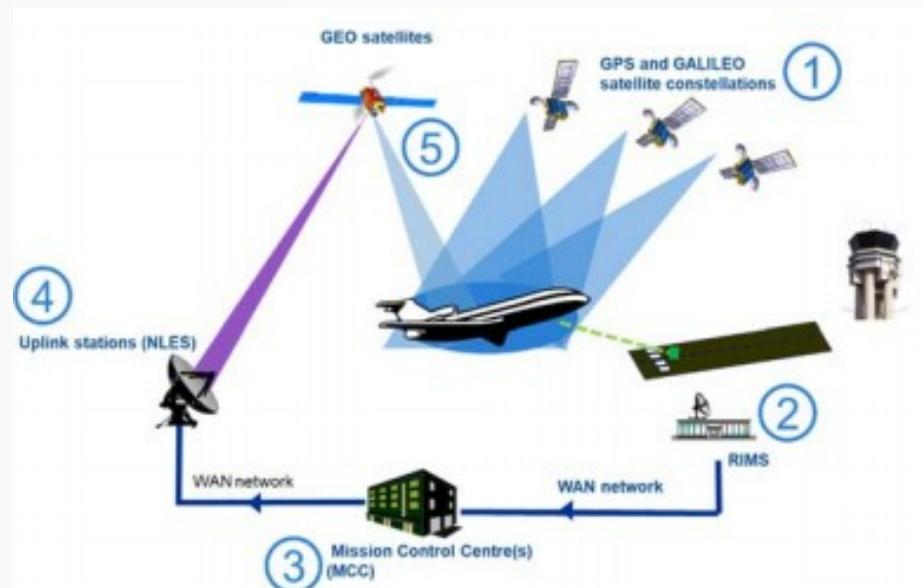 GEO satellites
GPS and GALILEO
satellite constellations
1
5
4
Uplink stations (NLES)
2
RIMS
WAN network
WAN network
3
Mission Control Centre(s)
(MCC)